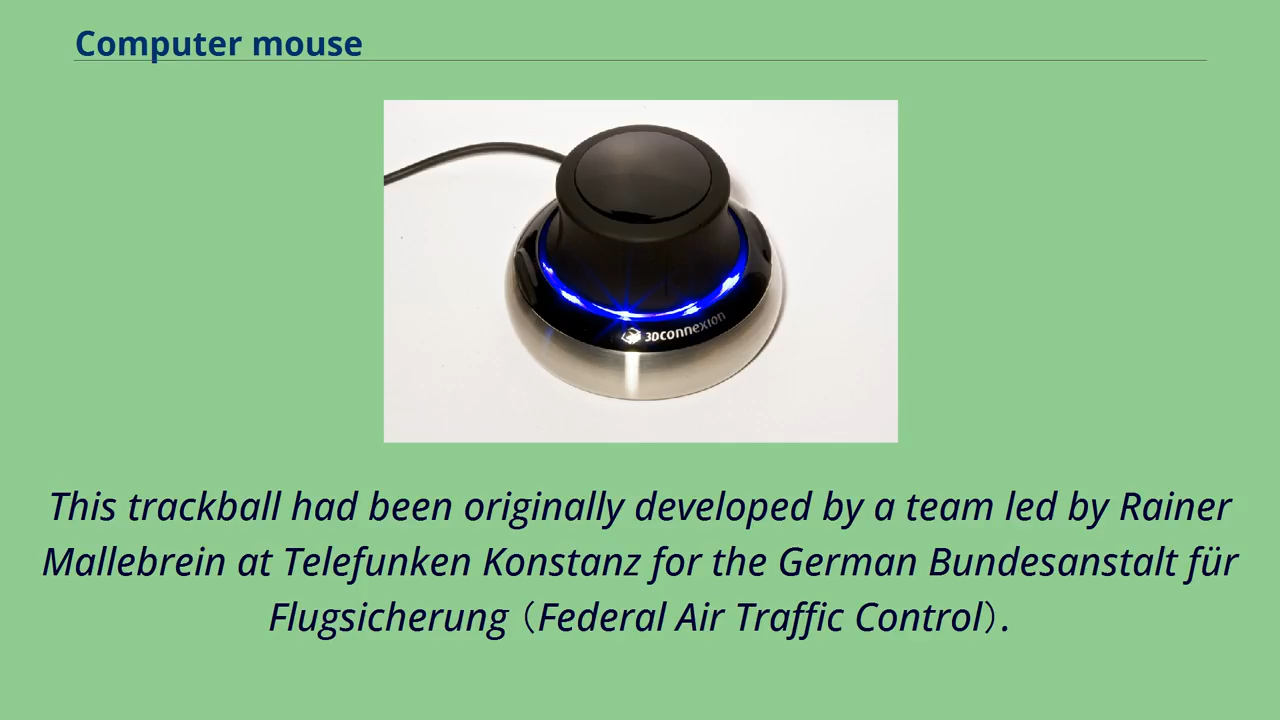 Computer mouse
3Dconnexion
This trackball had been originally developed by a team led by Rainer
Mallebrein at Telefunken Konstanz for the German Bundesanstalt für
Flugsicherung（Federal Air Traffic Control）.